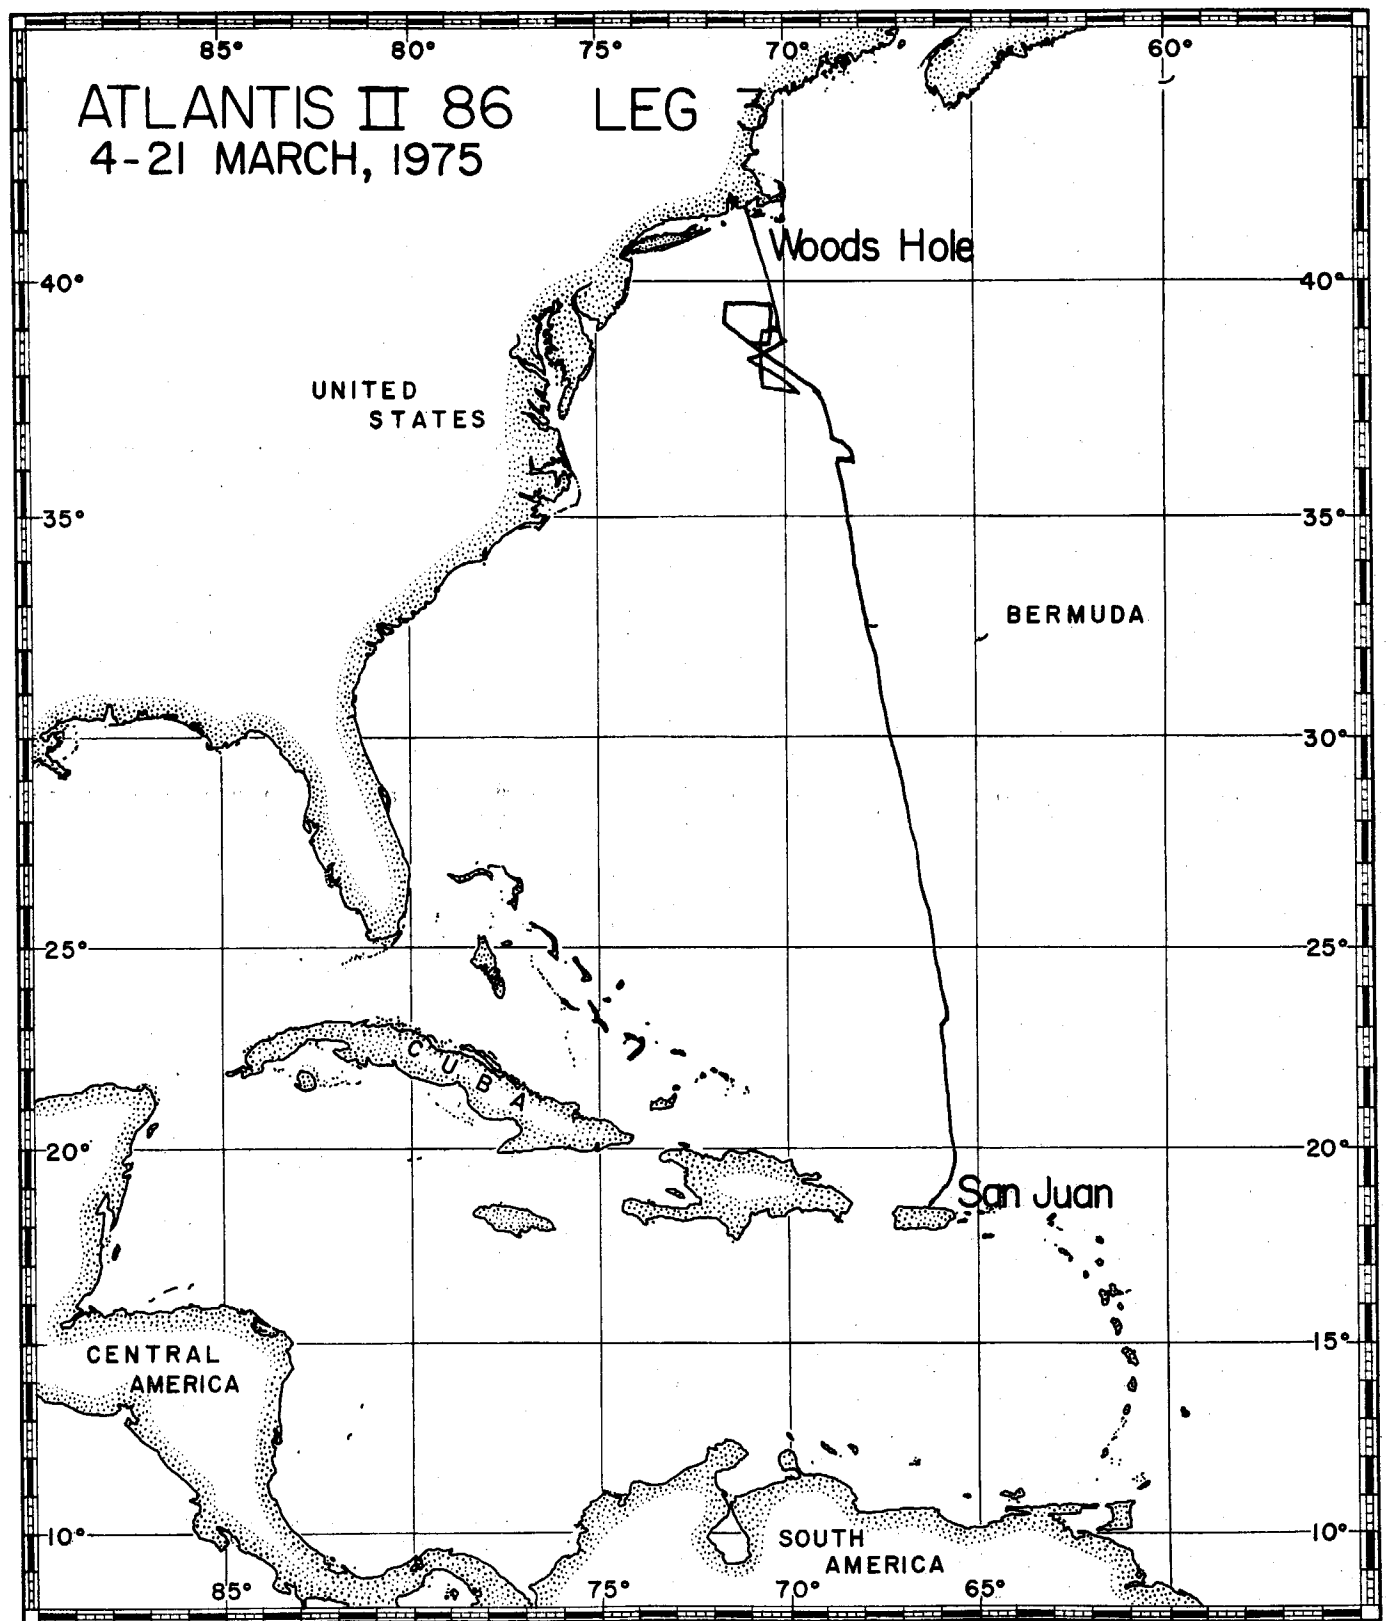 85° 80° 75° 70° 60°
ATLANTIS II 86 LEG
4-21 MARCH, 1975
Woods Hole
40° 40°
UNITED
STATES
35° 35°
BERMUDA
30° 30°
25° 25°
CUBA
20° 20°
San Juan
15°
CENTRAL
AMERICA
10° 10°
SOUTH
AMERICA
85° 75° 70° 65°